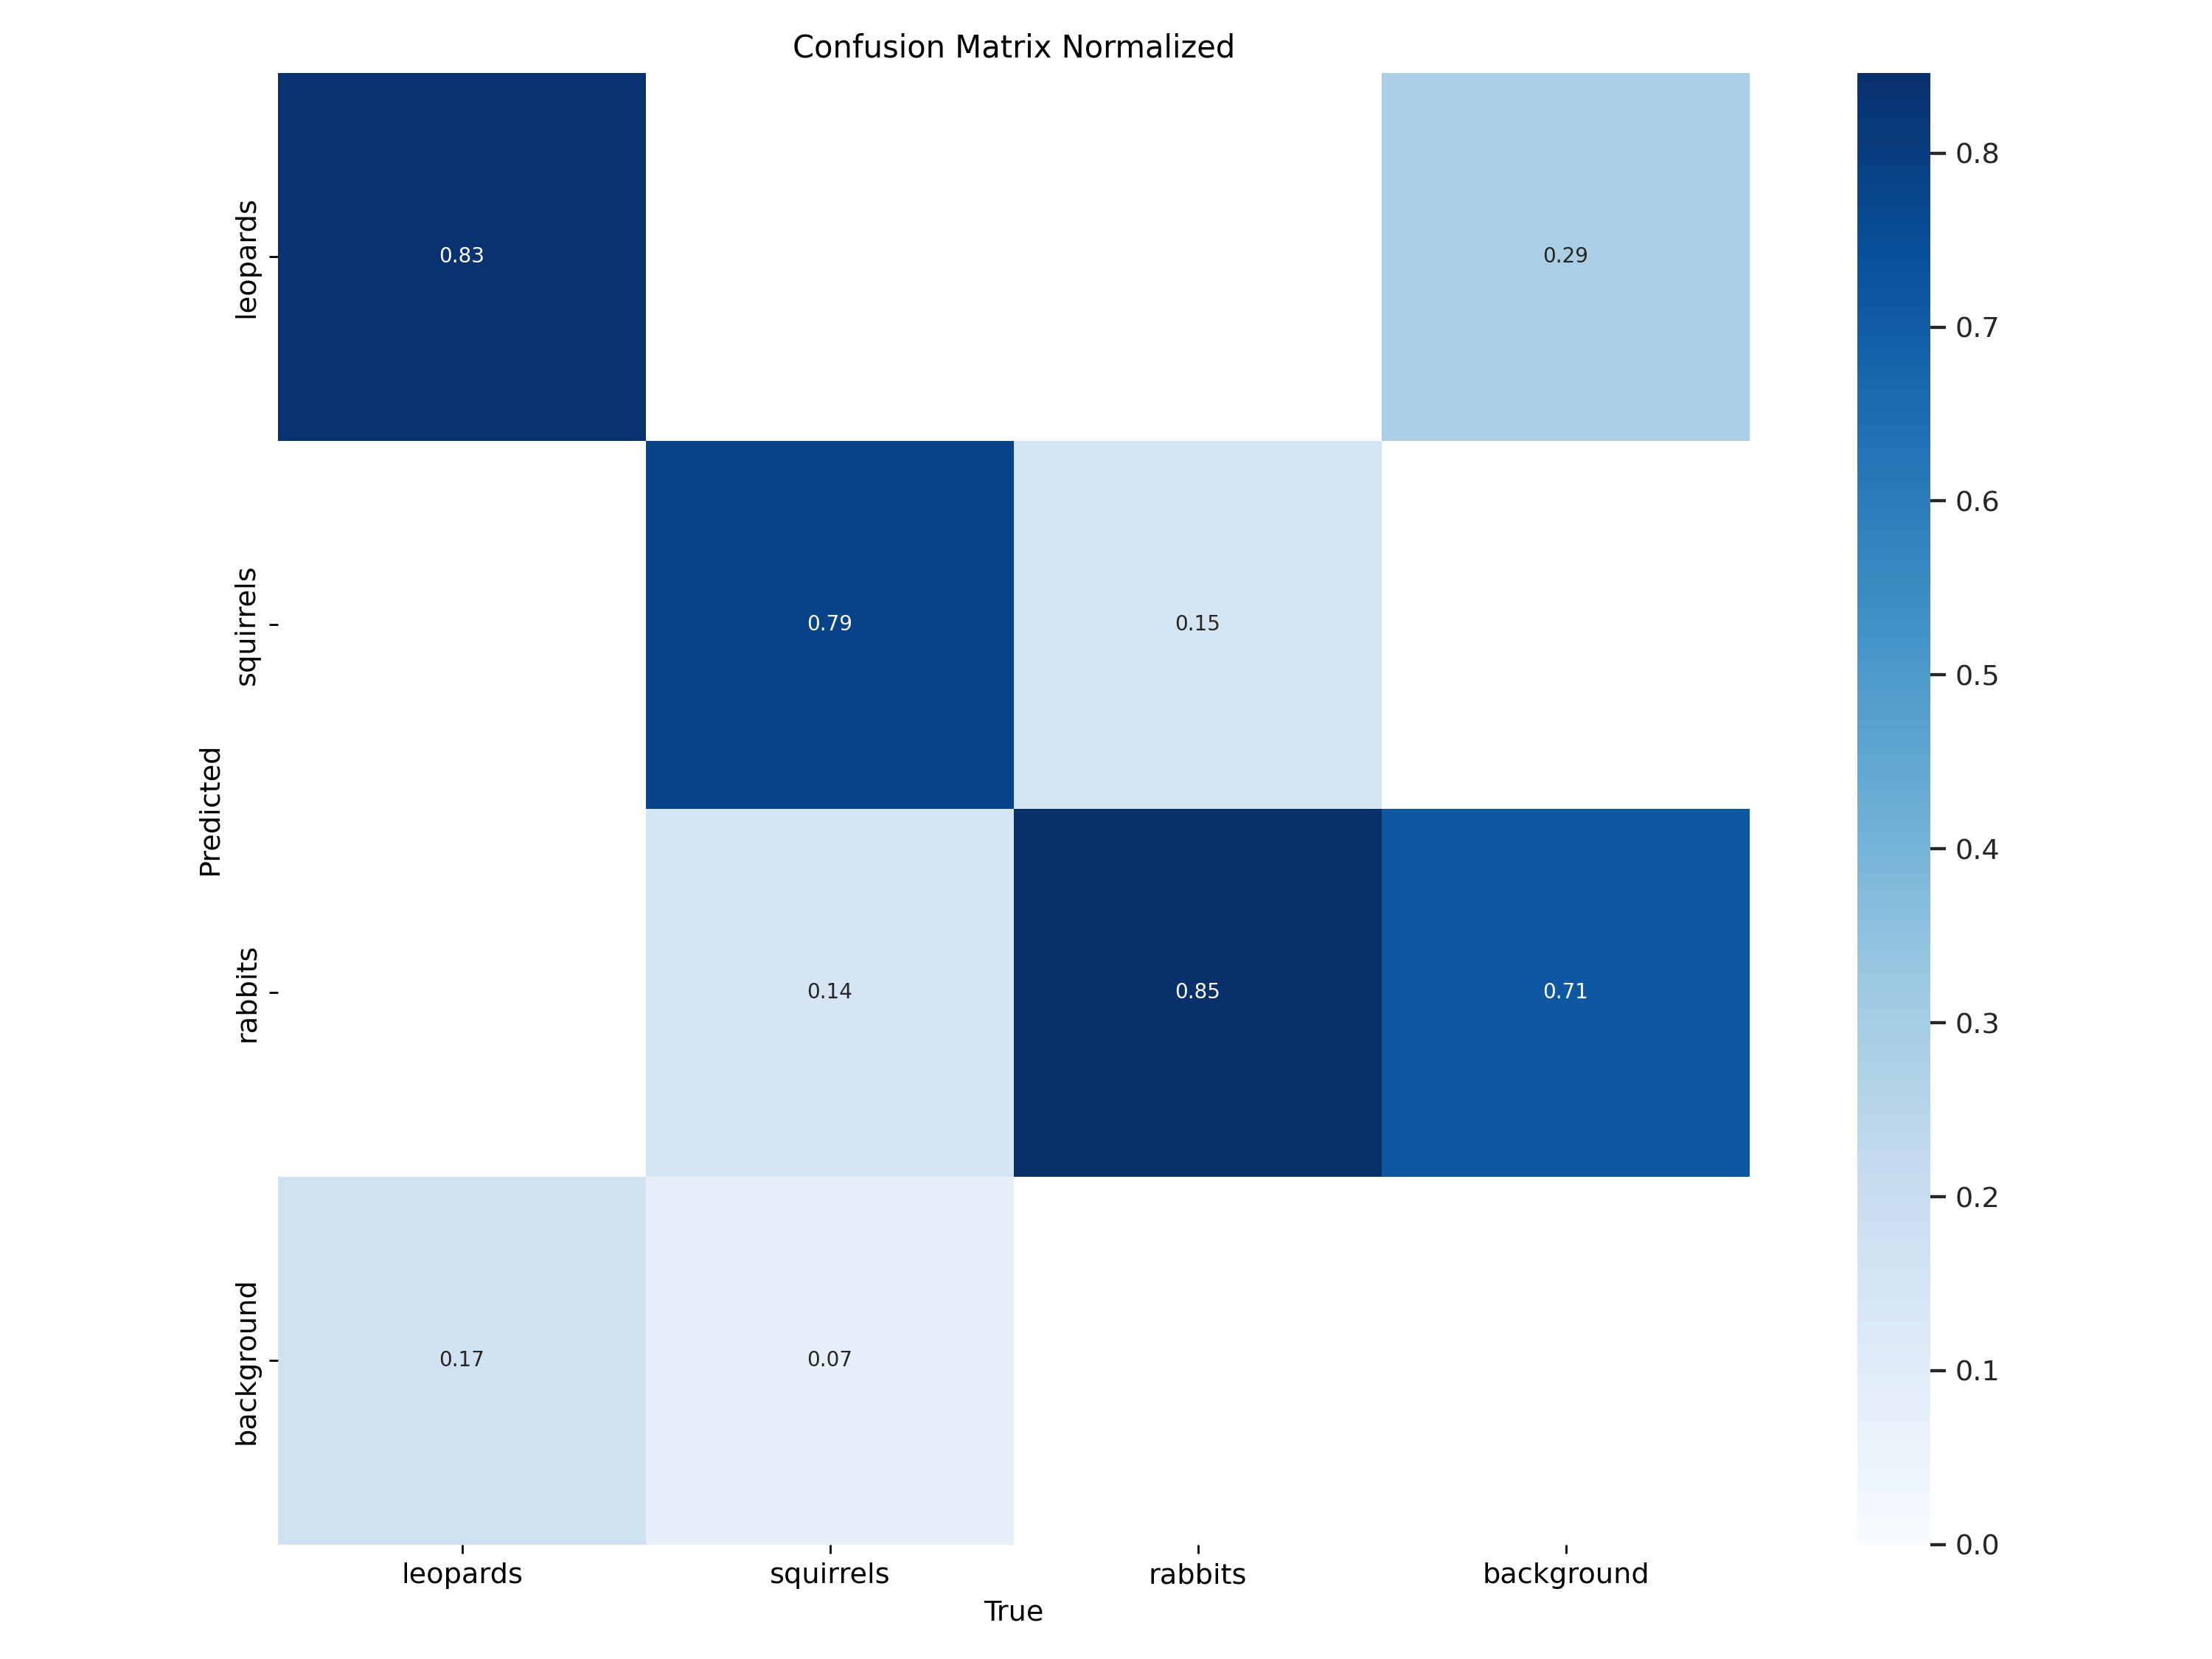 Confusion Matrix Normalized
leopards
0.83
0.29
squirrels
0.79
0.15
rabbits
0.14
0.85
0.71
background
0.17
0.07
Predicted
leopards
squirrels
rabbits
background
True
0.8
0.7
0.6
0.5
0.4
0.3
0.2
0.1
0.0